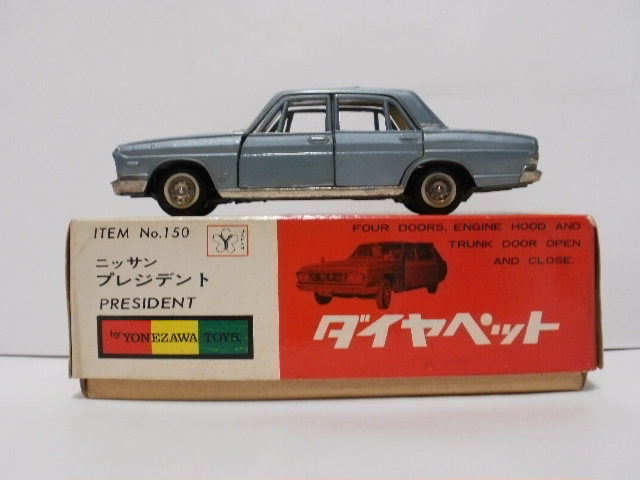 ITEM No.150
Y
ニッサン
プレジデント
PRESIDENT
by YONEZAWA TOYS.
FOUR DOORS, ENGINE HOOD AND
TRUNK DOOR OPEN
AND CLOSE.
ダイヤペット